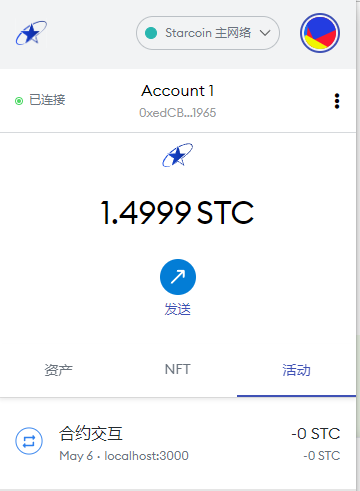 Starcoin 主网络
已连接
Account 1
0xedCB...1965
1.4999 STC
发送
资产
NFT
活动
合约交互
-0 STC
May 6 · localhost:3000
-0 STC